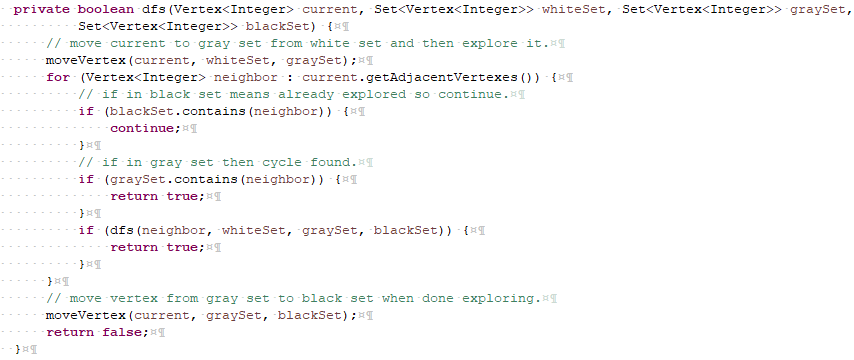 private boolean dfs(Vertex<Integer> current, Set<Vertex<Integer>> whiteSet, Set<Vertex<Integer>> graySet,
Set<Vertex<Integer>> blackSet) {¤¶
// move current to gray set from white set and then explore it.¤¶
moveVertex(current, whiteSet, graySet);¤¶
for (Vertex<Integer> neighbor : current.getAdjacentVertexes()) {¤¶
// if in black set means already explored so continue.¤¶
if (blackSet.contains(neighbor)) {¤¶
continue;¤¶
}¤¶
// if in gray set then cycle found.¤¶
if (graySet.contains(neighbor)) {¤¶
return true;¤¶
}¤¶
if (dfs(neighbor, whiteSet, graySet, blackSet)) {¤¶
return true;¤¶
}¤¶
}¤¶
// move vertex from gray set to black set when done exploring.¤¶
moveVertex(current, graySet, blackSet);¤¶
return false;¤¶
}¤¶